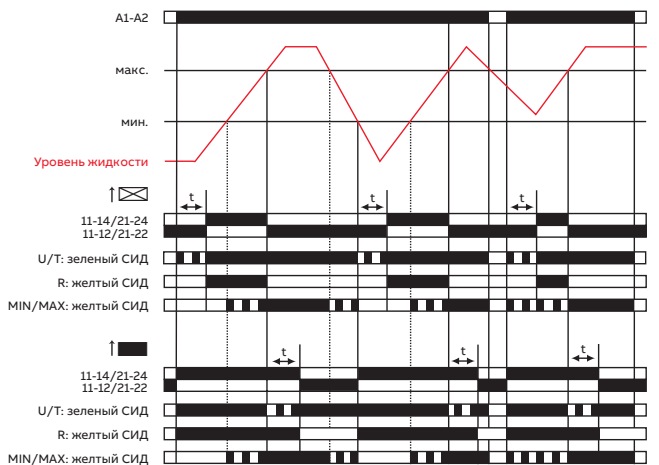 A1-A2
макс.
мин.
Уровень жидкости
t t t
11-14/21-24
11-12/21-22
U/T: зеленый СИД
R: желтый СИД
MIN/MAX: желтый СИД
t t t
11-14/21-24
11-12/21-22
U/T: зеленый СИД
R: желтый СИД
MIN/MAX: желтый СИД